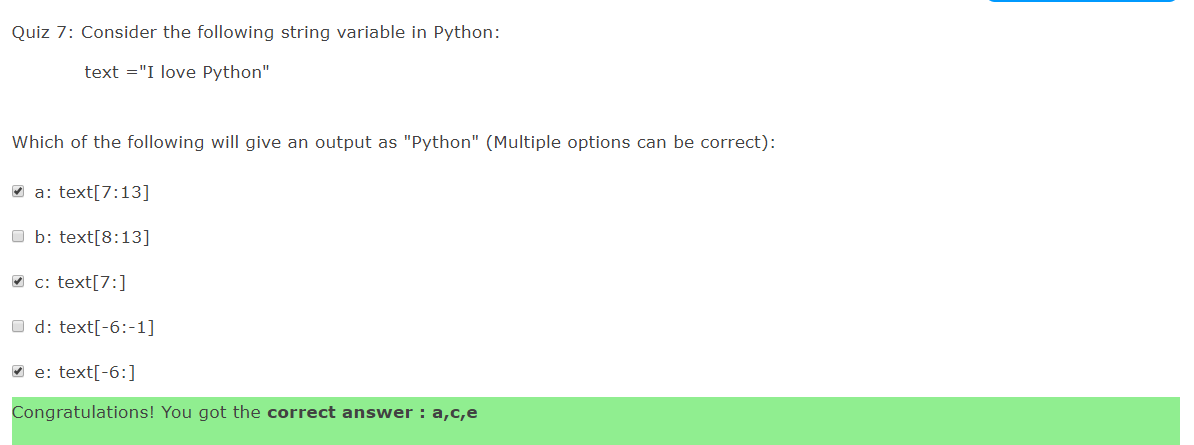 Quiz 7: Consider the following string variable in Python:
text ="I love Python"
Which of the following will give an output as "Python" (Multiple options can be correct):
a: text[7:13]
b: text[8:13]
c: text[7:]
d: text[-6:-1]
e: text[-6:]
Congratulations! You got the correct answer : a,c,e